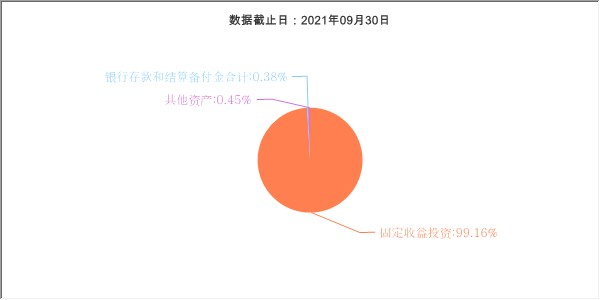 数据截止日：2021年09月30日
银行存款和结算备付金合计:0.38%
其他资产:0.45%
固定收益投资:99.16%